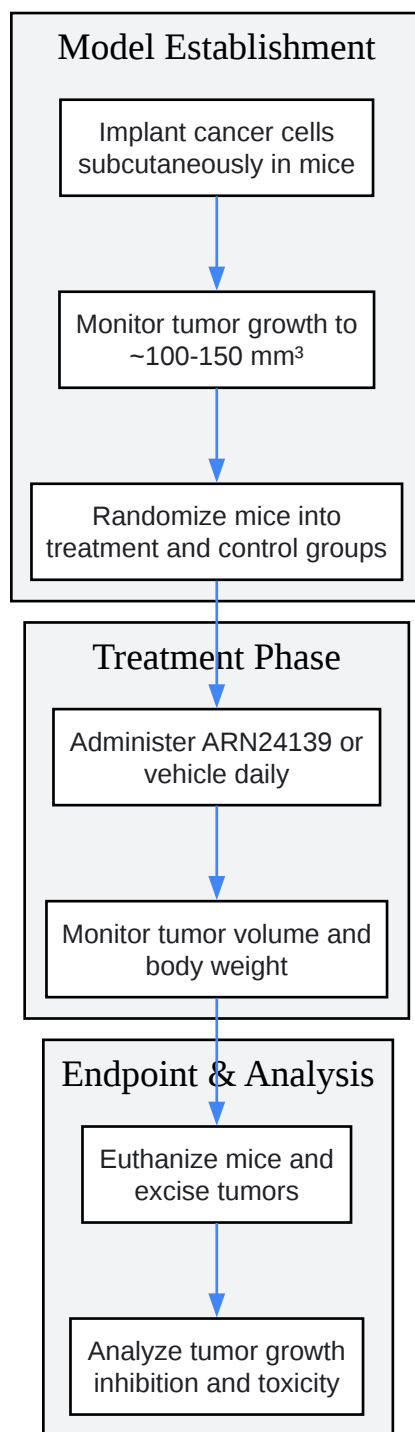 Model Establishment
Implant cancer cells
subcutaneously in mice
Monitor tumor growth to
~100-150 mm³
Randomize mice into
treatment and control groups
Treatment Phase
Administer ARN24139 or
vehicle daily
Monitor tumor volume and
body weight
Endpoint & Analysis
Euthanize mice and
excise tumors
Analyze tumor growth
inhibition and toxicity